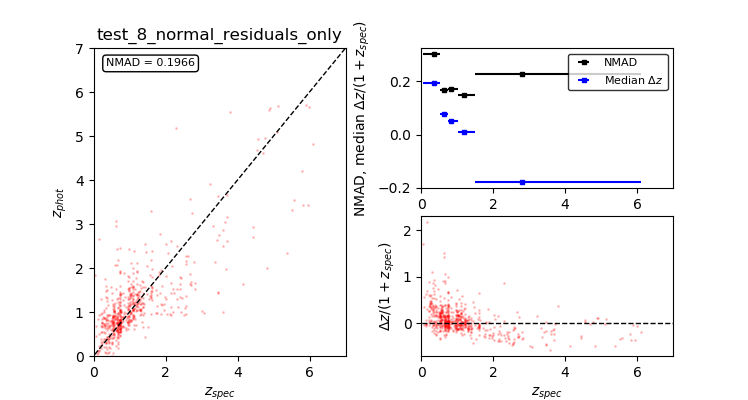 test_8_normal_residuals_only
NMAD = 0.1966
7
6
5
4
3
2
1
0
z_phot
0 2 4 6
z_spec
NMAD, median Δz/(1 + z_spec)
NMAD
Median Δz
0.2
0.0
−0.2
0 2 4 6
Δz/(1 + z_spec)
2
1
0
0 2 4 6
z_spec